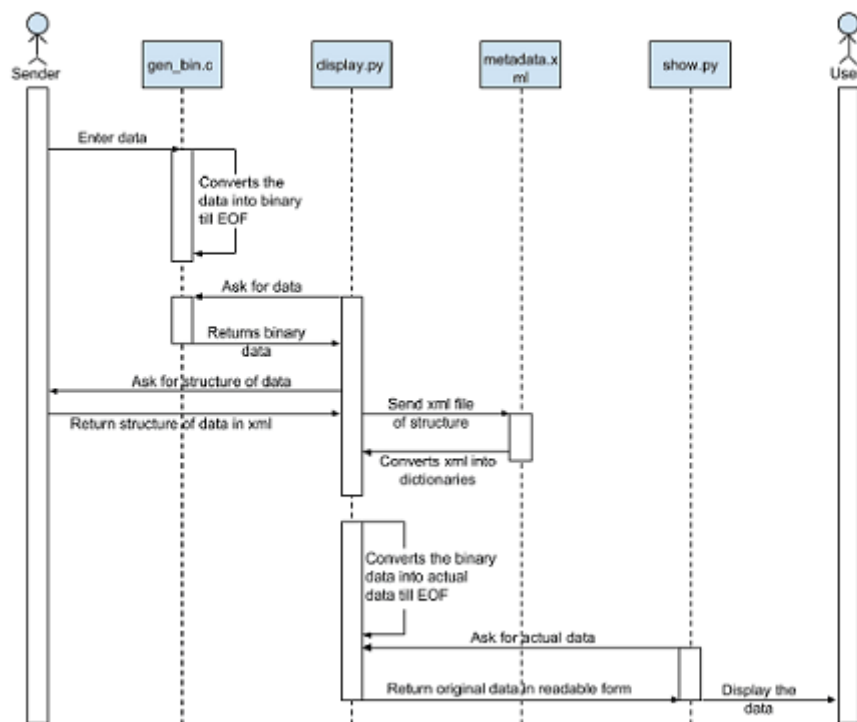 Sender
gen_bin.c
display.py
metadata.x
ml
show.py
Use
Enter data
Converts the
data into binary
till EOF
Ask for data
Returns binary
data
Ask for structure of data
Return structure of data in xml
Send xml file
of structure
Converts xml into
dictionaries
Converts the binary
data into actual
data till EOF
Ask for actual data
Return original data in readable form
Display the
data